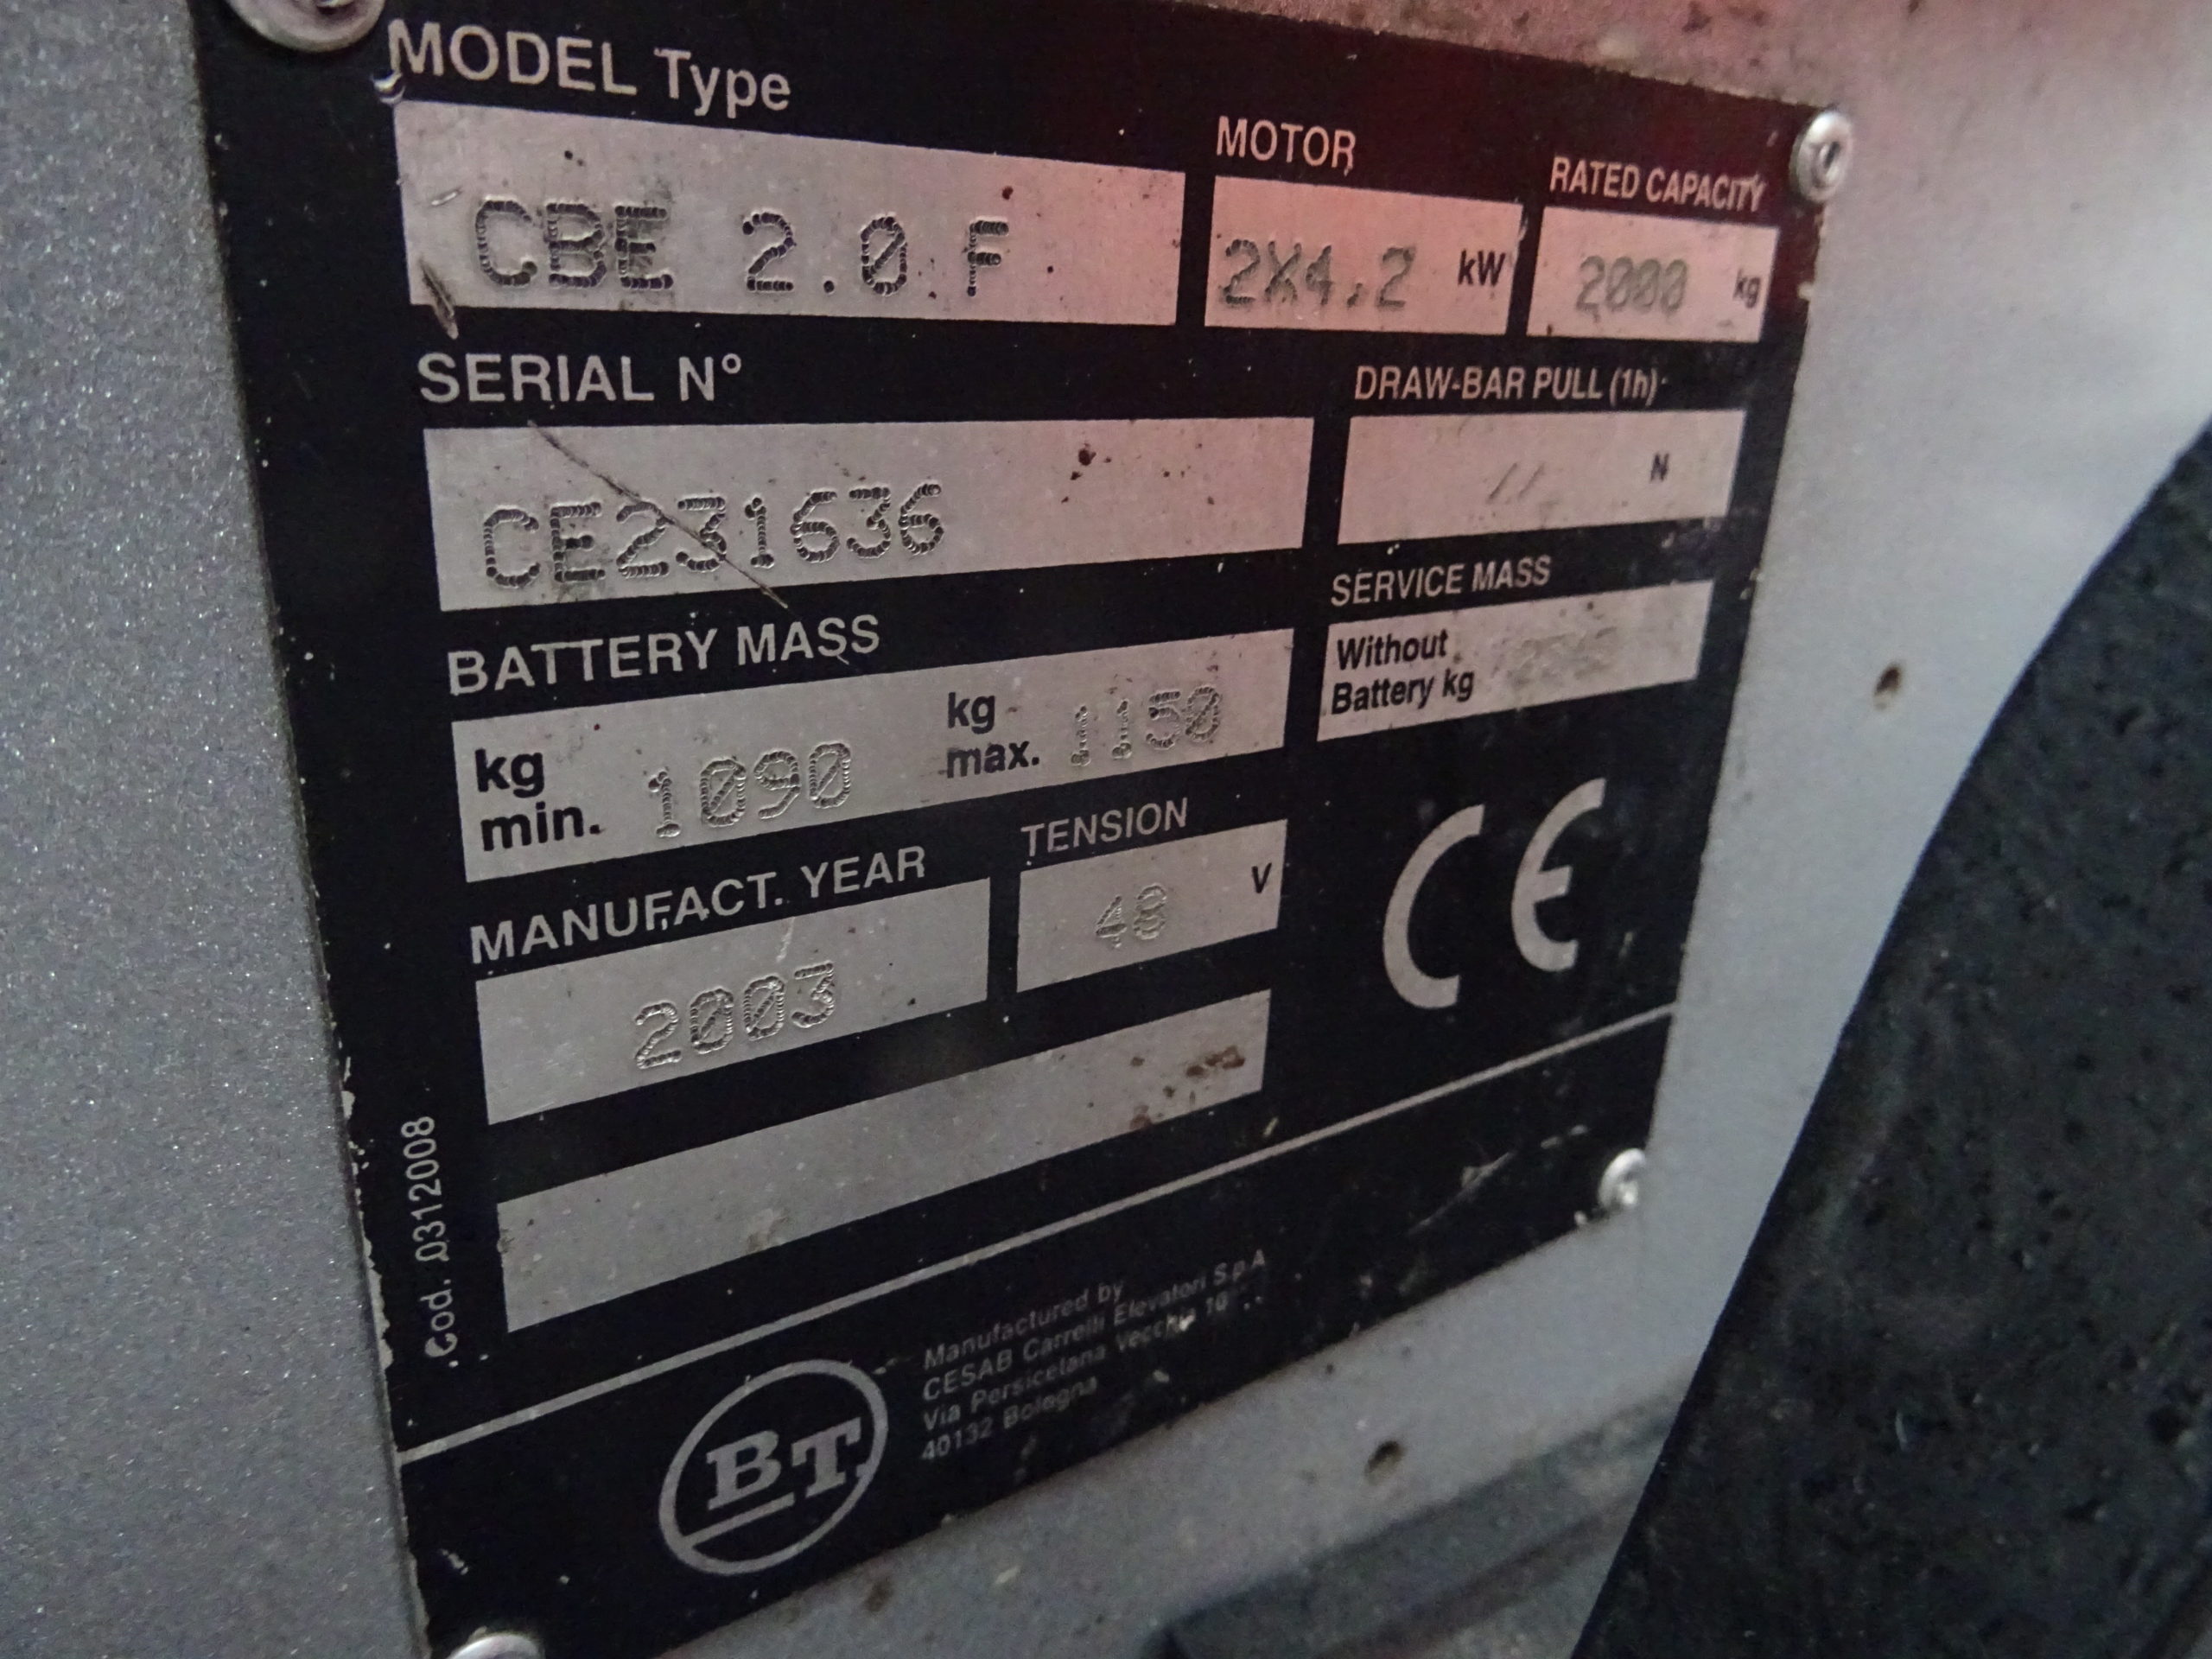 MODEL Type
CBE 2.0 F
MOTOR
2X4.2 kW
RATED CAPACITY
2000 kg
SERIAL N°
CE231636
DRAW-BAR PULL (1h)
// N
BATTERY MASS
kg min. 1090
kg max. 1150
SERVICE MASS
Without
Battery kg
MANUFACT. YEAR
2003
TENSION
48 V
CE
Cod. 0312008
BT
Manufactured by
CESAB Carrelli Elevatori S.p.A
Via Persicetana Vecchia 10
40132 Bologna